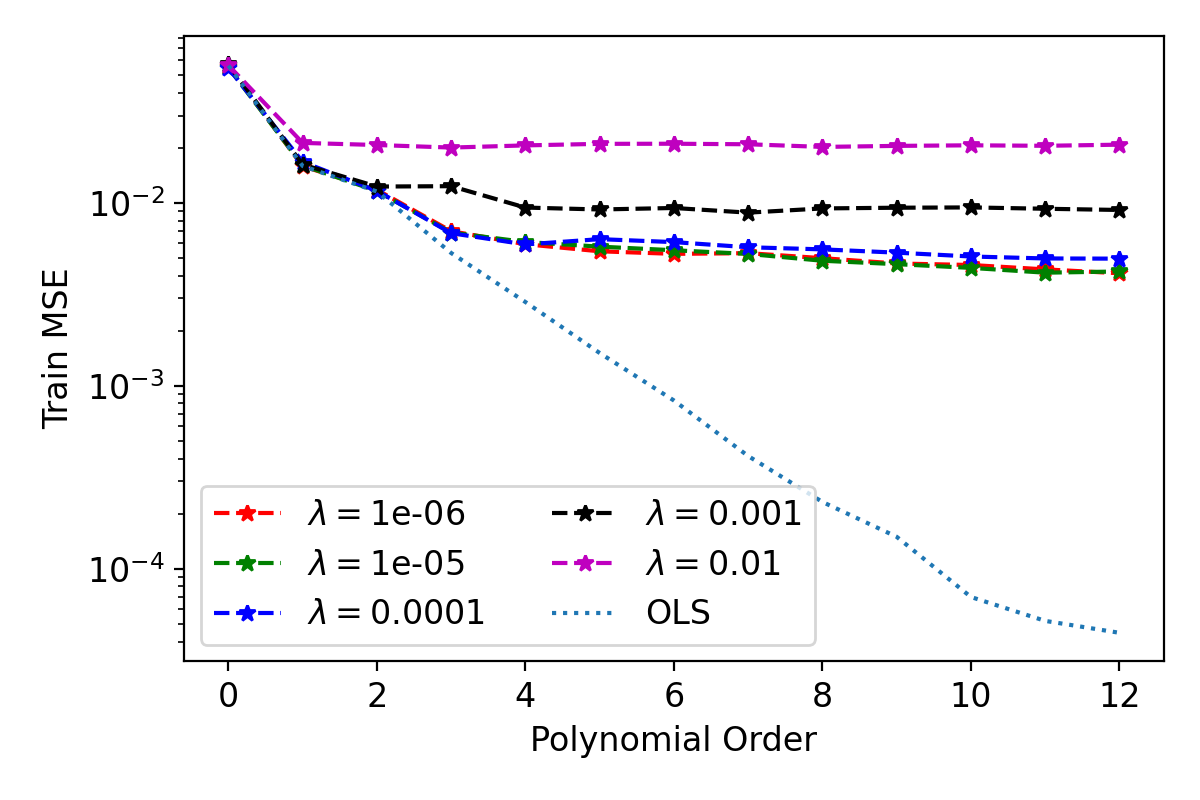 10⁻²
10⁻³
10⁻⁴
Train MSE
λ = 1e-06
λ = 1e-05
λ = 0.0001
λ = 0.001
λ = 0.01
OLS
0 2 4 6 8 10 12
Polynomial Order